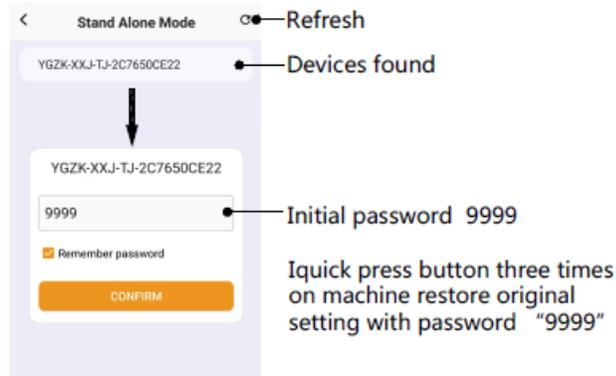 Stand Alone Mode
Refresh
YGZK-XXJ-TJ-2C7650CE22
Devices found
YGZK-XXJ-TJ-2C7650CE22
9999
Initial password 9999
Remember password
CONFIRM
Iquick press button three times
on machine restore original
setting with password “9999”